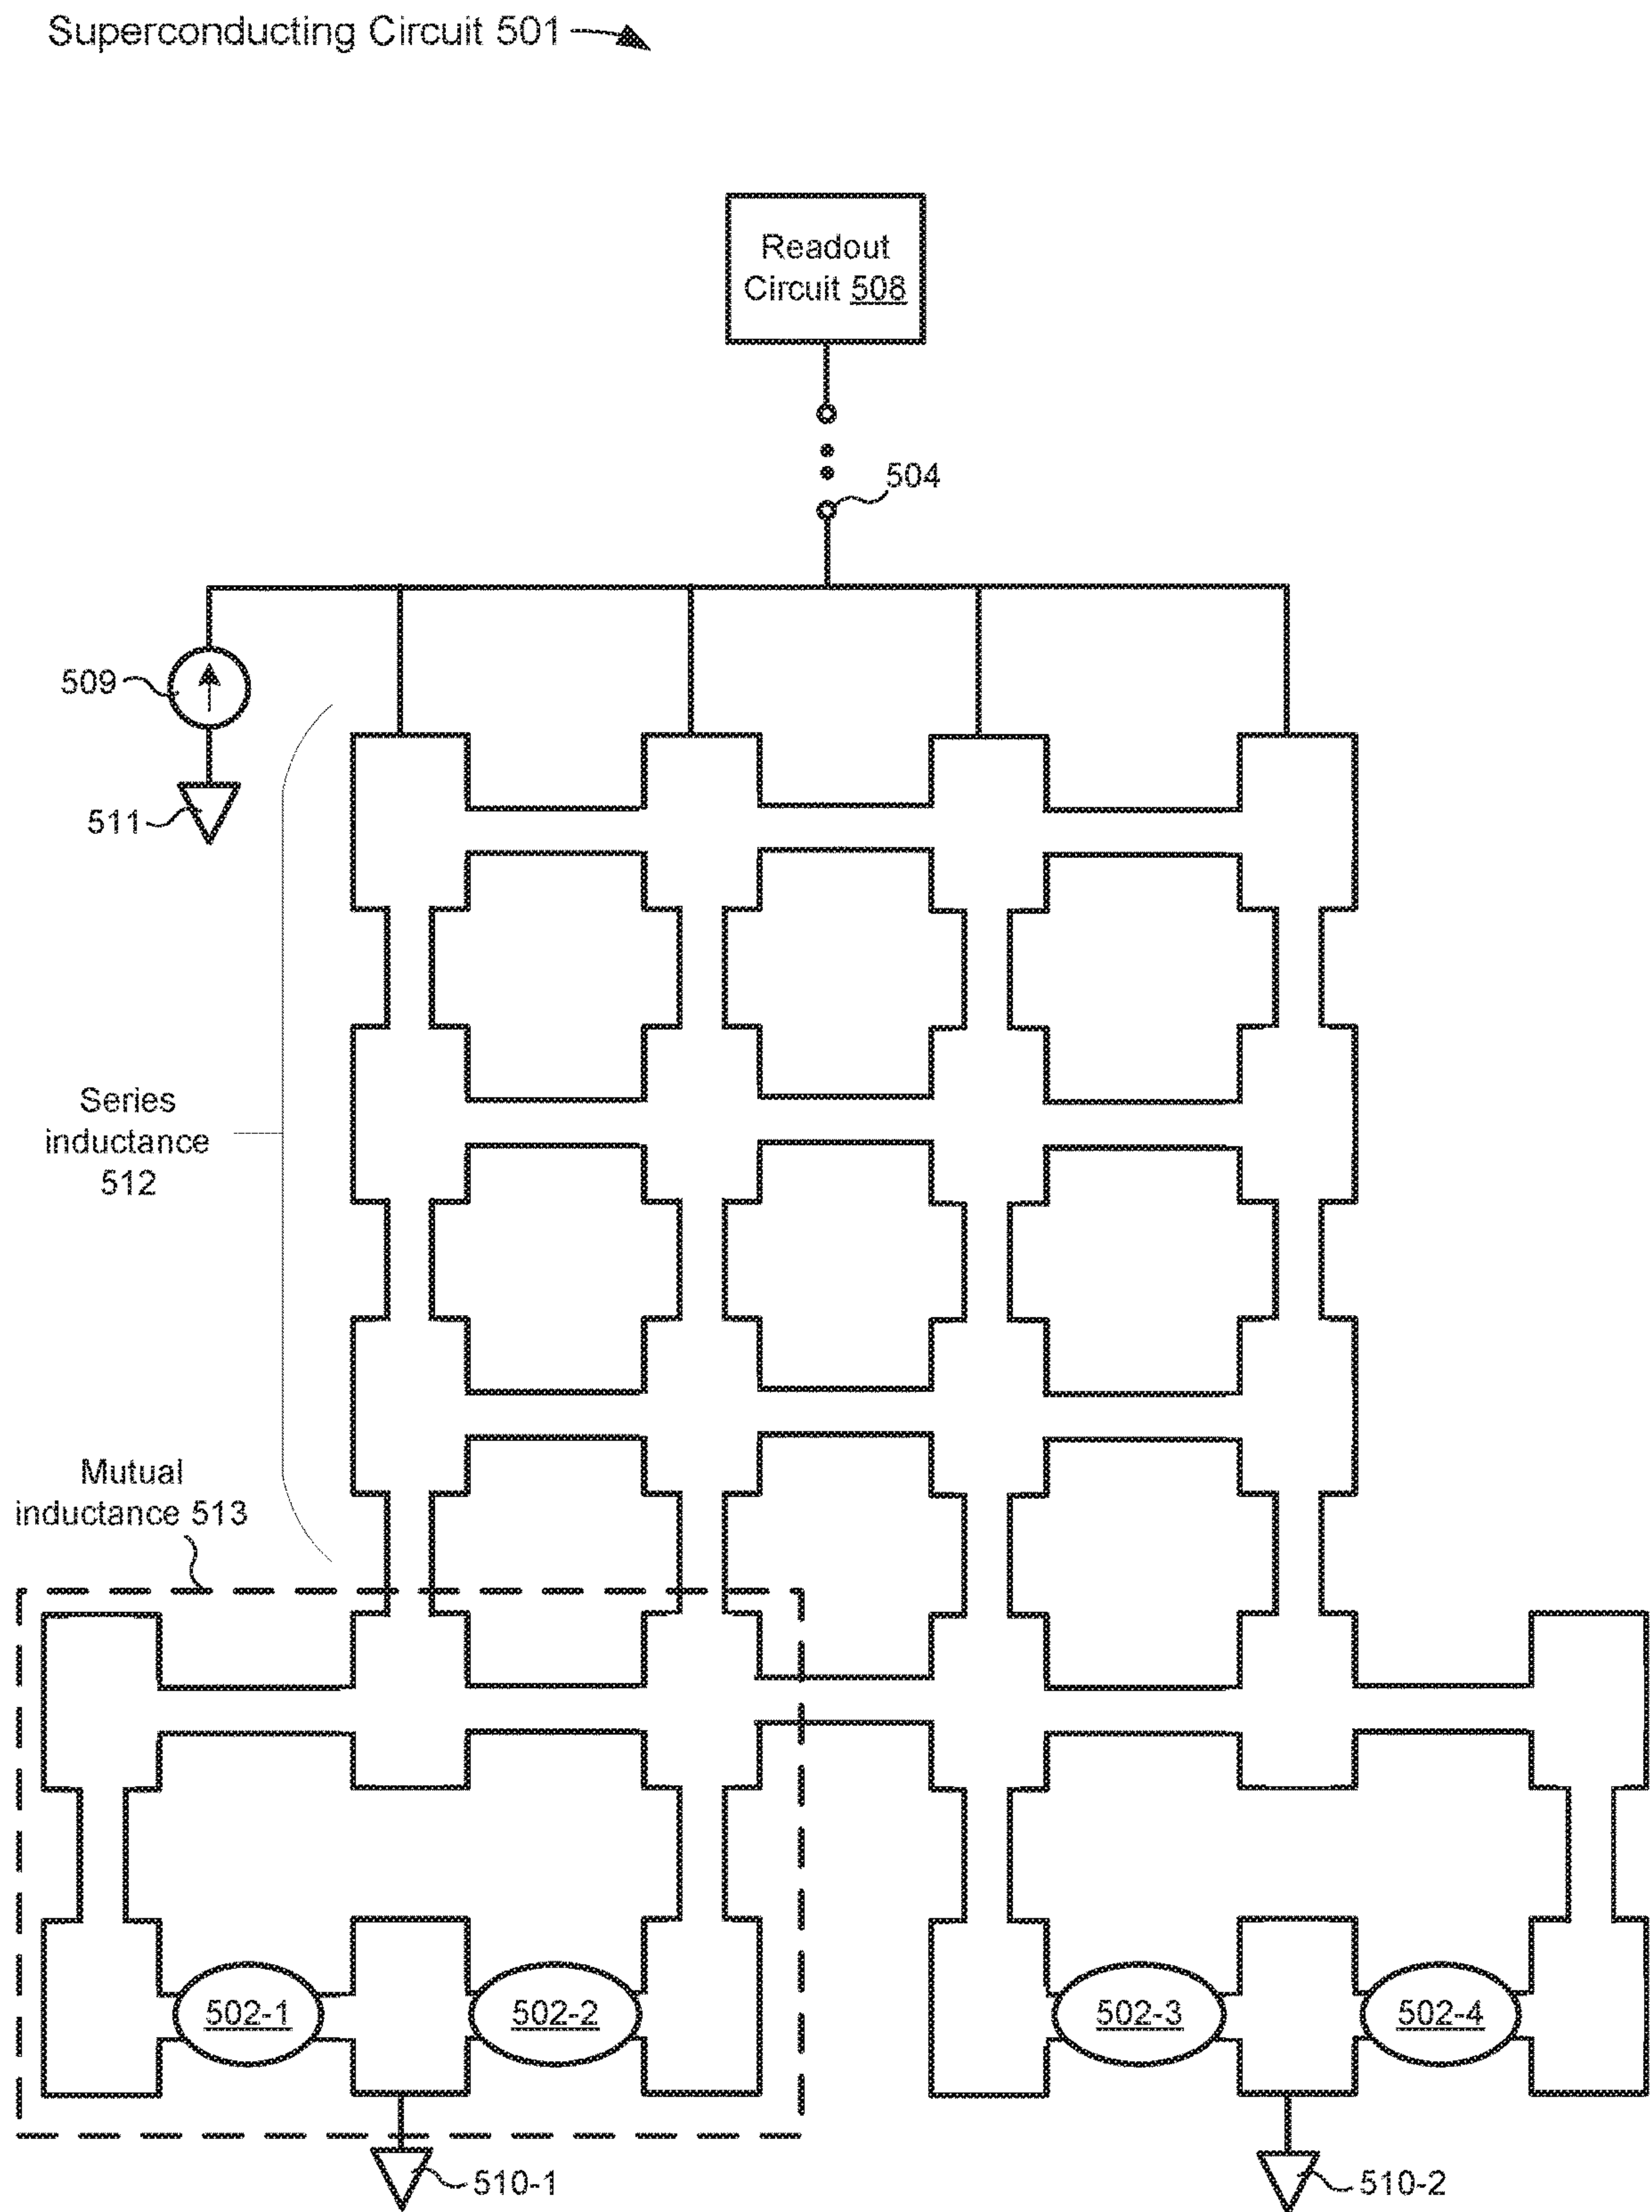 Superconducting Circuit 501
Readout
Circuit 508
504
509
511
Series
inductance
512
Mutual
inductance 513
502-1
502-2
502-3
502-4
510-1
510-2